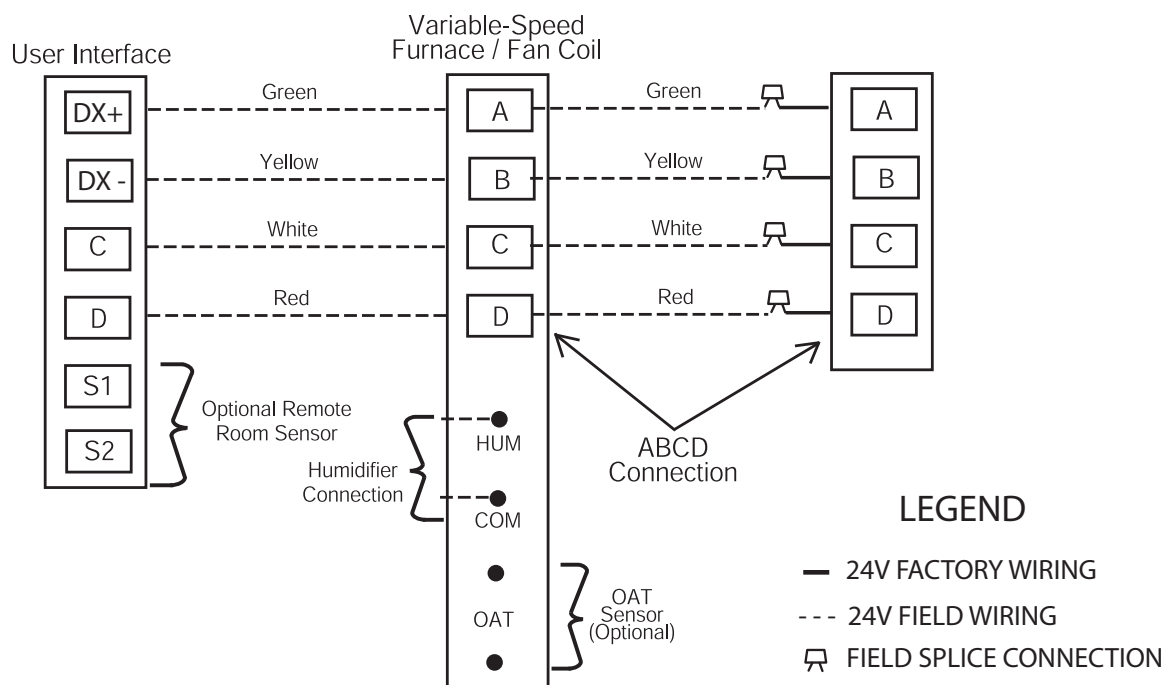 User Interface
DX+
DX -
C
D
S1
S2
Green
Yellow
White
Red
Optional Remote
Room Sensor
Humidifier
Connection
Variable-Speed
Furnace / Fan Coil
A
B
C
D
HUM
COM
OAT
OAT
Sensor
(Optional)
Green
Yellow
White
Red
ABCD
Connection
A
B
C
D
LEGEND
24V FACTORY WIRING
24V FIELD WIRING
FIELD SPLICE CONNECTION